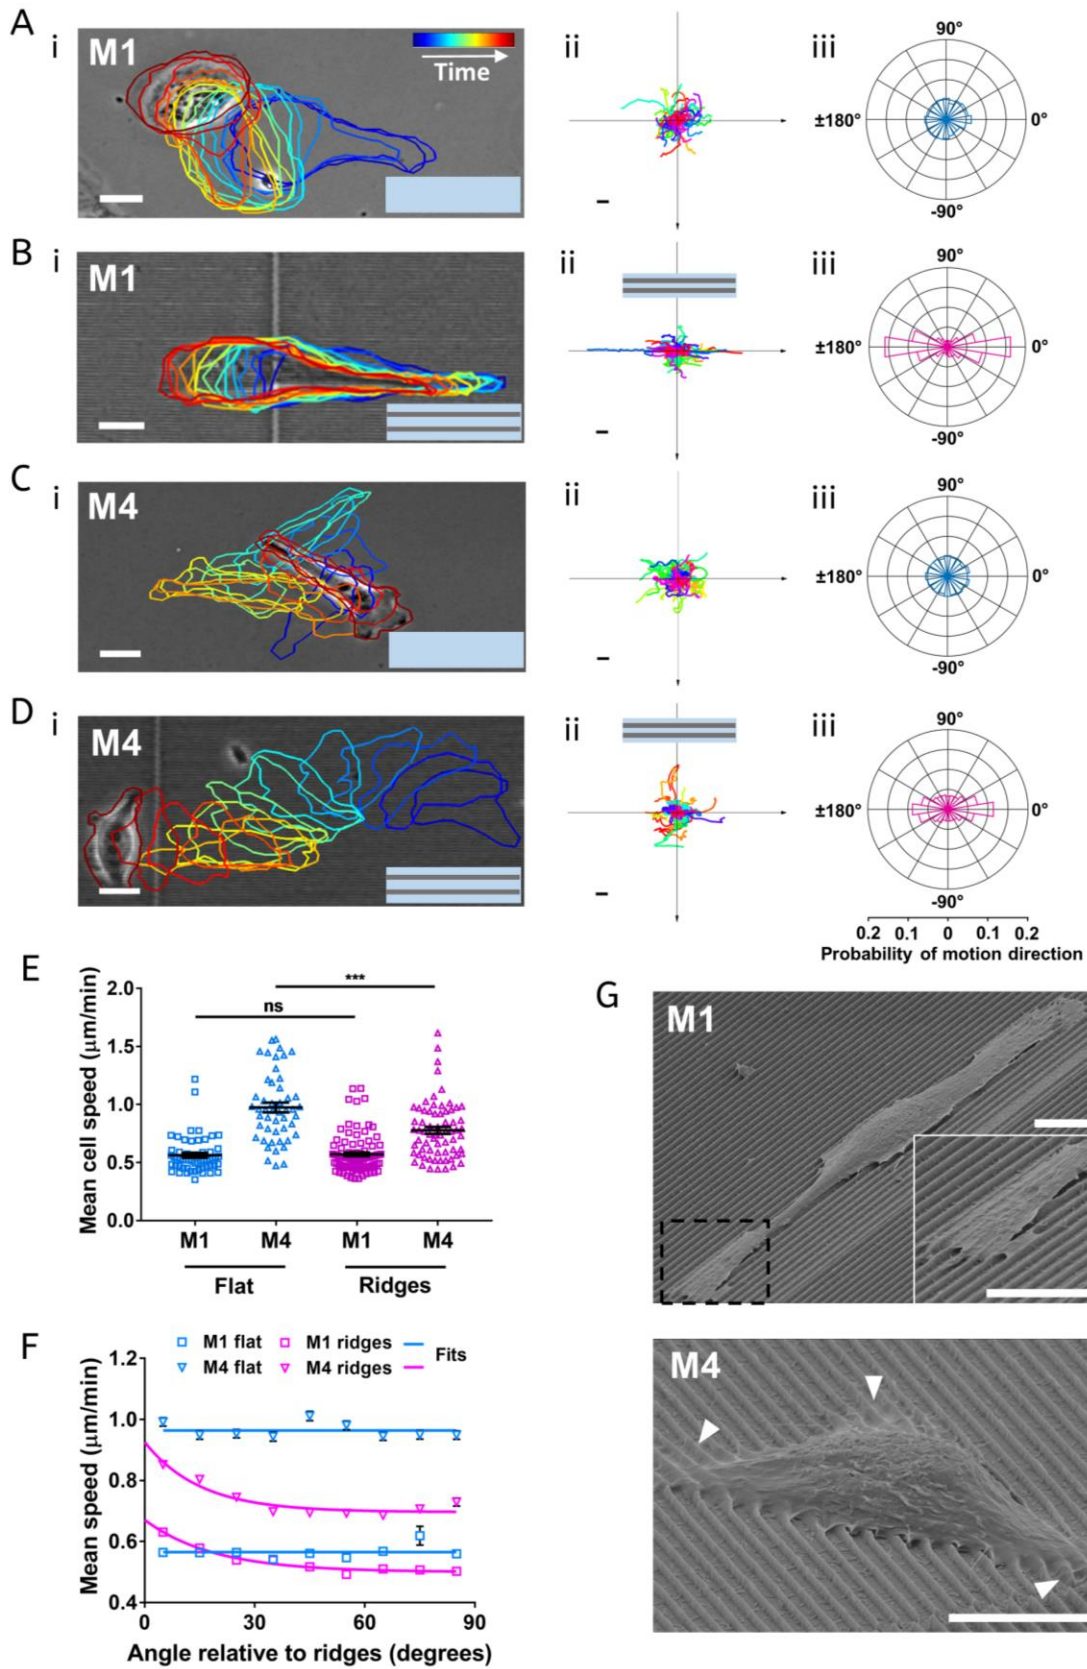 A
i
M1
Time
ii
iii
90°
±180°
0°
-90°
B
i
M1
ii
iii
90°
±180°
0°
-90°
C
i
M4
ii
iii
90°
±180°
0°
-90°
D
i
M4
ii
iii
90°
±180°
0°
-90°
0.2 0.1 0 0.1 0.2
Probability of motion direction
E
Mean cell speed (µm/min)
2.0
1.5
1.0
0.5
0.0
***
ns
M1 M4 M1 M4
Flat Ridges
F
M1 flat M1 ridges Fits
M4 flat M4 ridges
Mean speed (µm/min)
1.2
1.0
0.8
0.6
0.4
0 30 60 90
Angle relative to ridges (degrees)
G
M1
M4